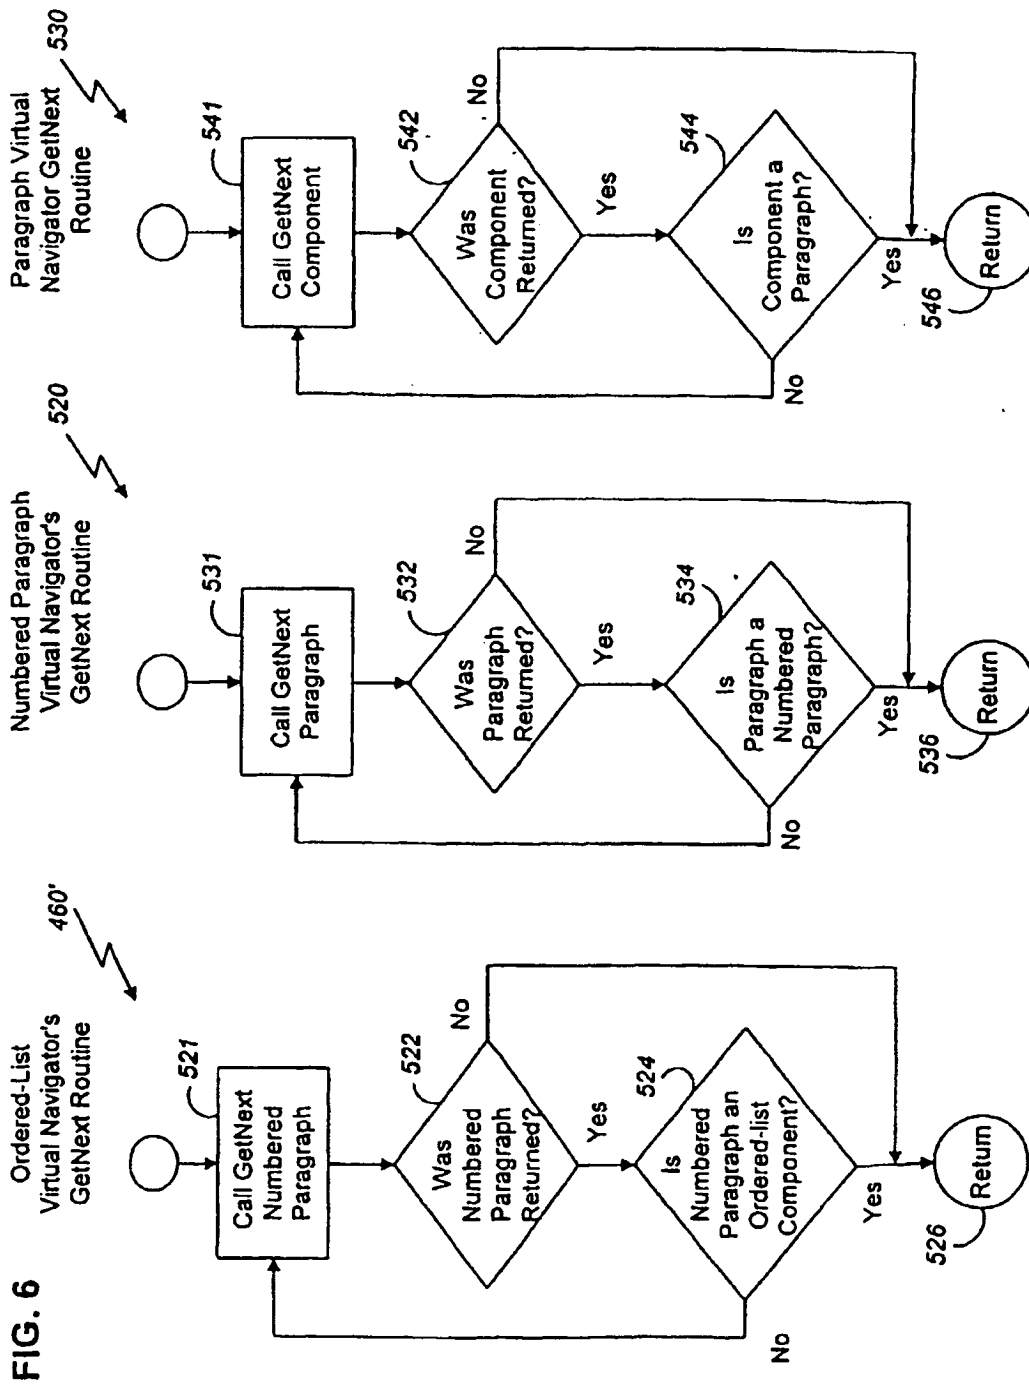 FIG. 6
Ordered-List
Virtual Navigator's
GetNext Routine
460'
521
Call GetNext
Numbered
Paragraph
522
Was
Numbered
Paragraph
Returned?
No
Yes
524
Is
Numbered
Paragraph an
Ordered-list
Component?
No
Yes
526
Return
Numbered Paragraph
Virtual Navigator's
GetNext Routine
520
531
Call GetNext
Paragraph
532
Was
Paragraph
Returned?
No
Yes
534
Is
Paragraph a
Numbered
Paragraph?
No
Yes
536
Return
Paragraph Virtual
Navigator GetNext
Routine
530
541
Call GetNext
Component
542
Was
Component
Returned?
No
Yes
544
Is
Component a
Paragraph?
No
Yes
546
Return